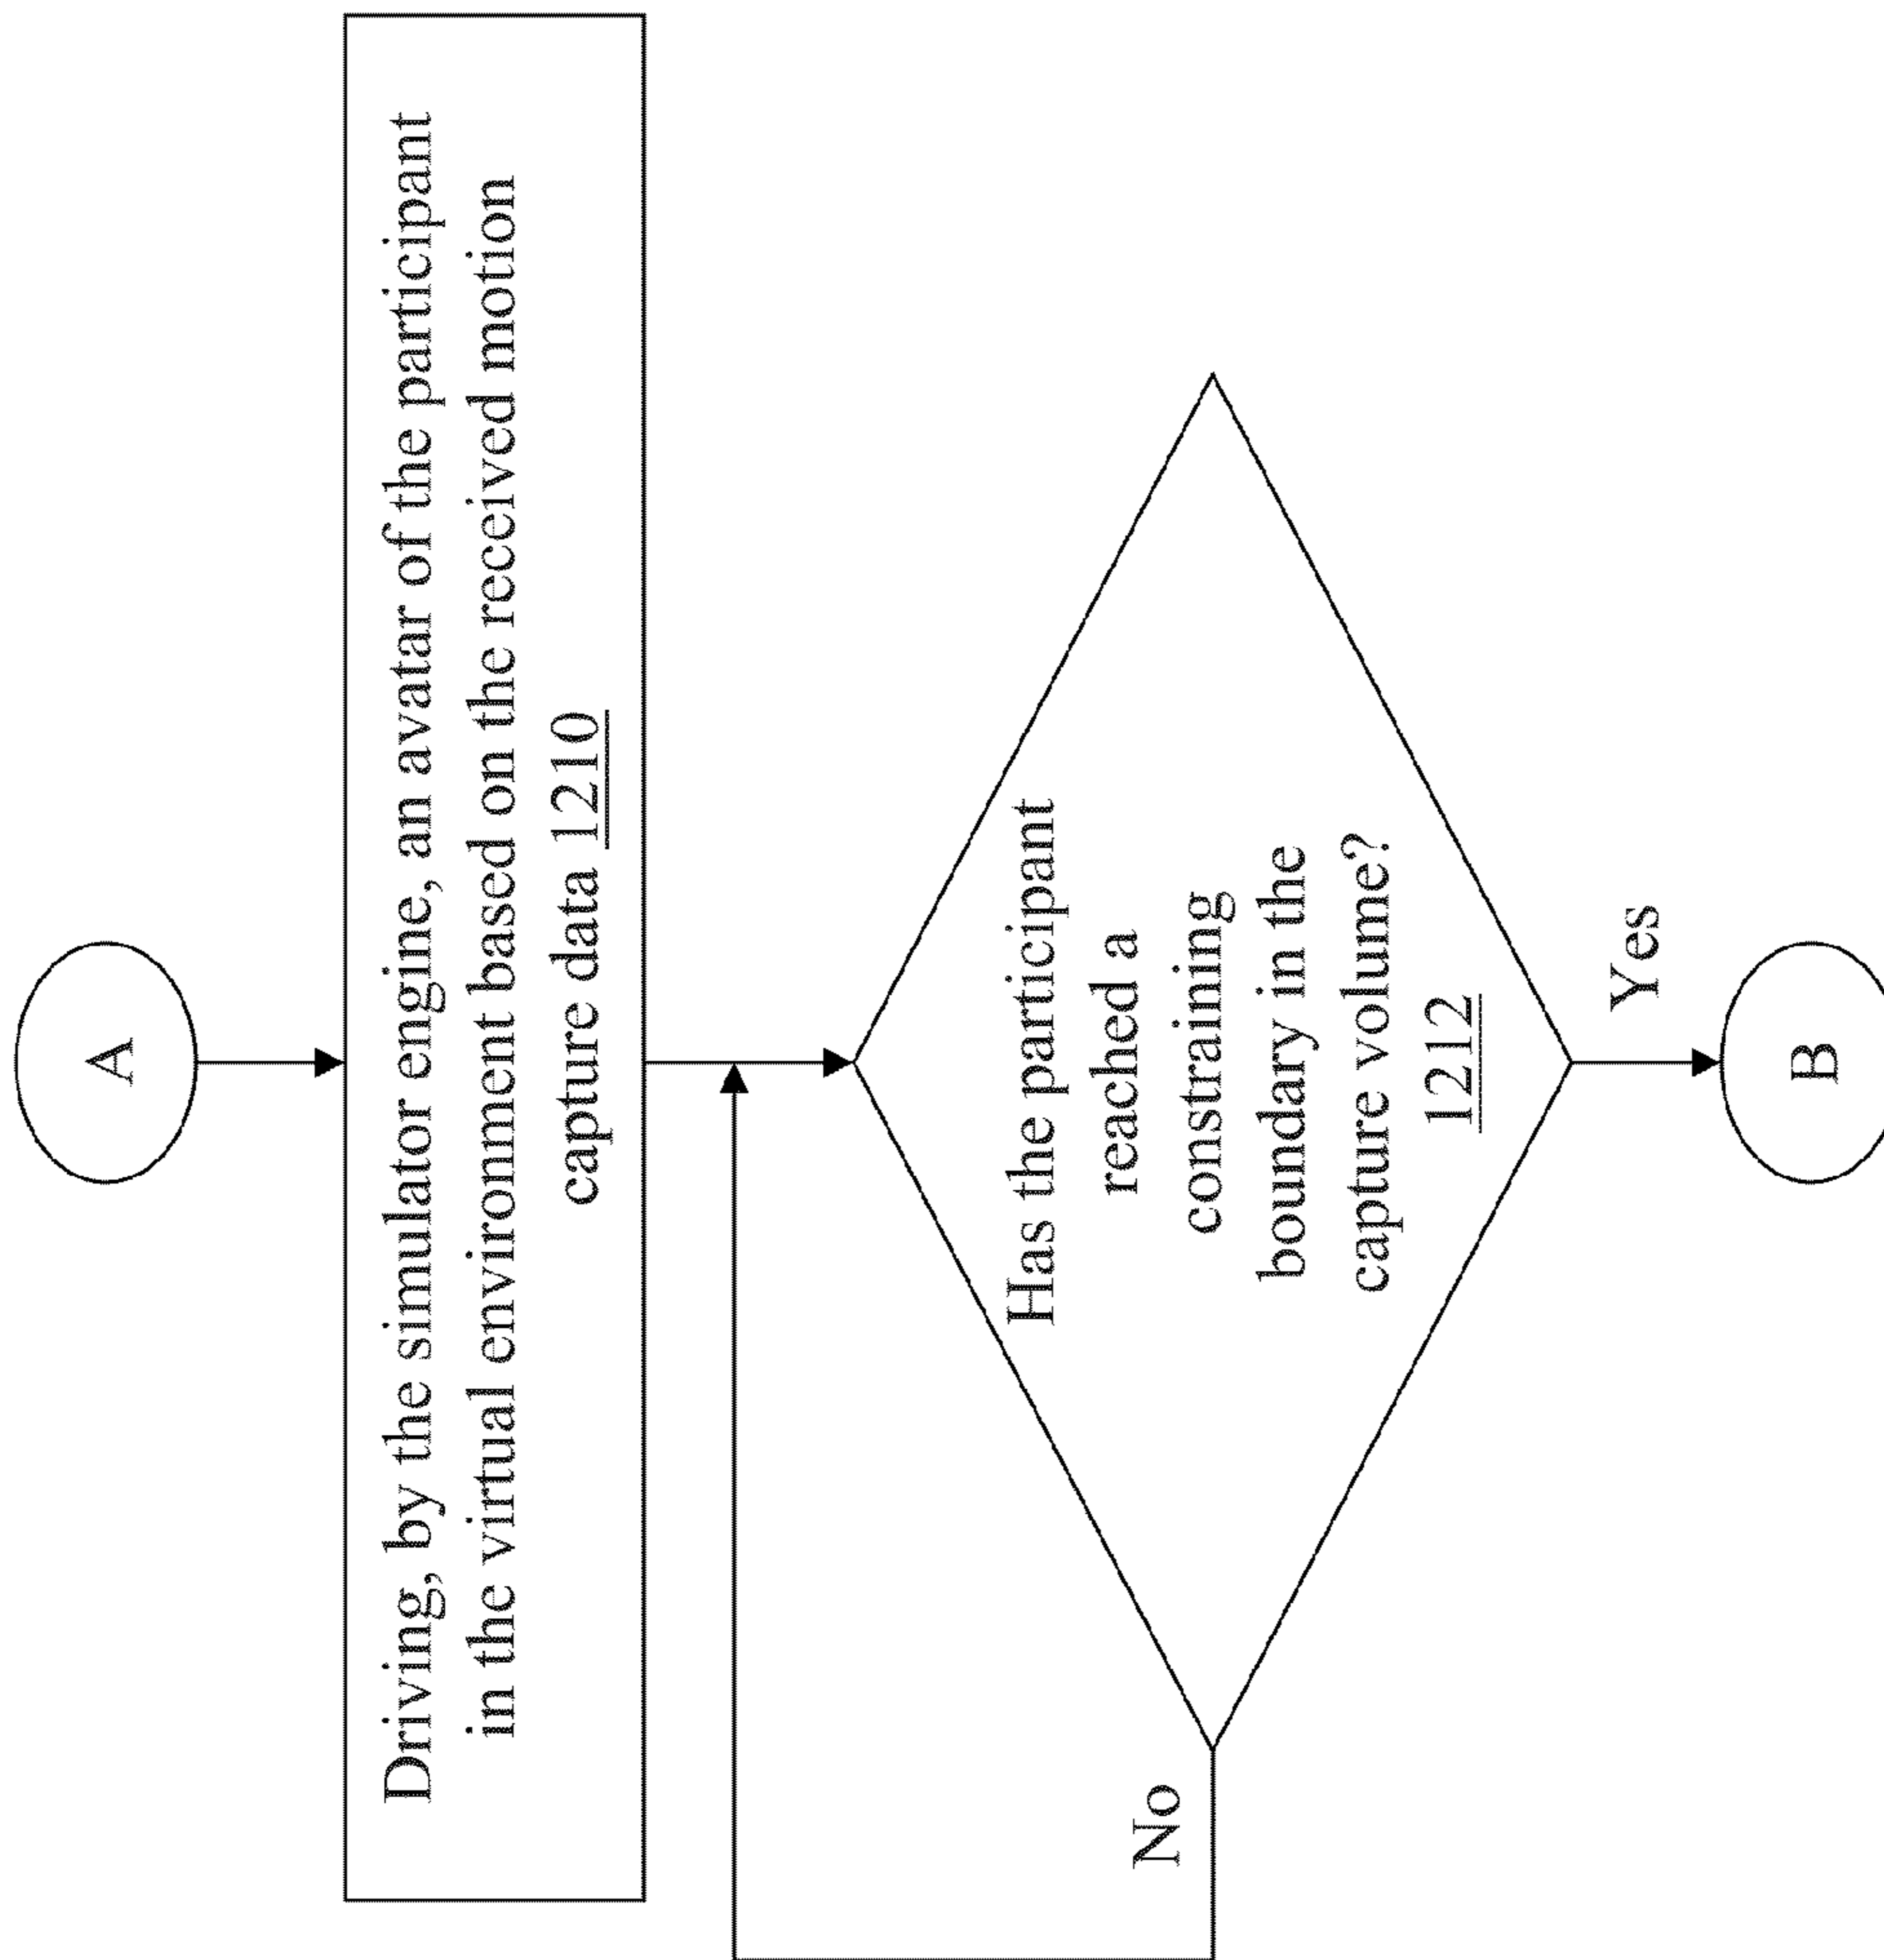 A
Driving, by the simulator engine, an avatar of the participant
in the virtual environment based on the received motion
capture data 1210
Has the participant
reached a
constraining
boundary in the
capture volume?
1212
No
Yes
B